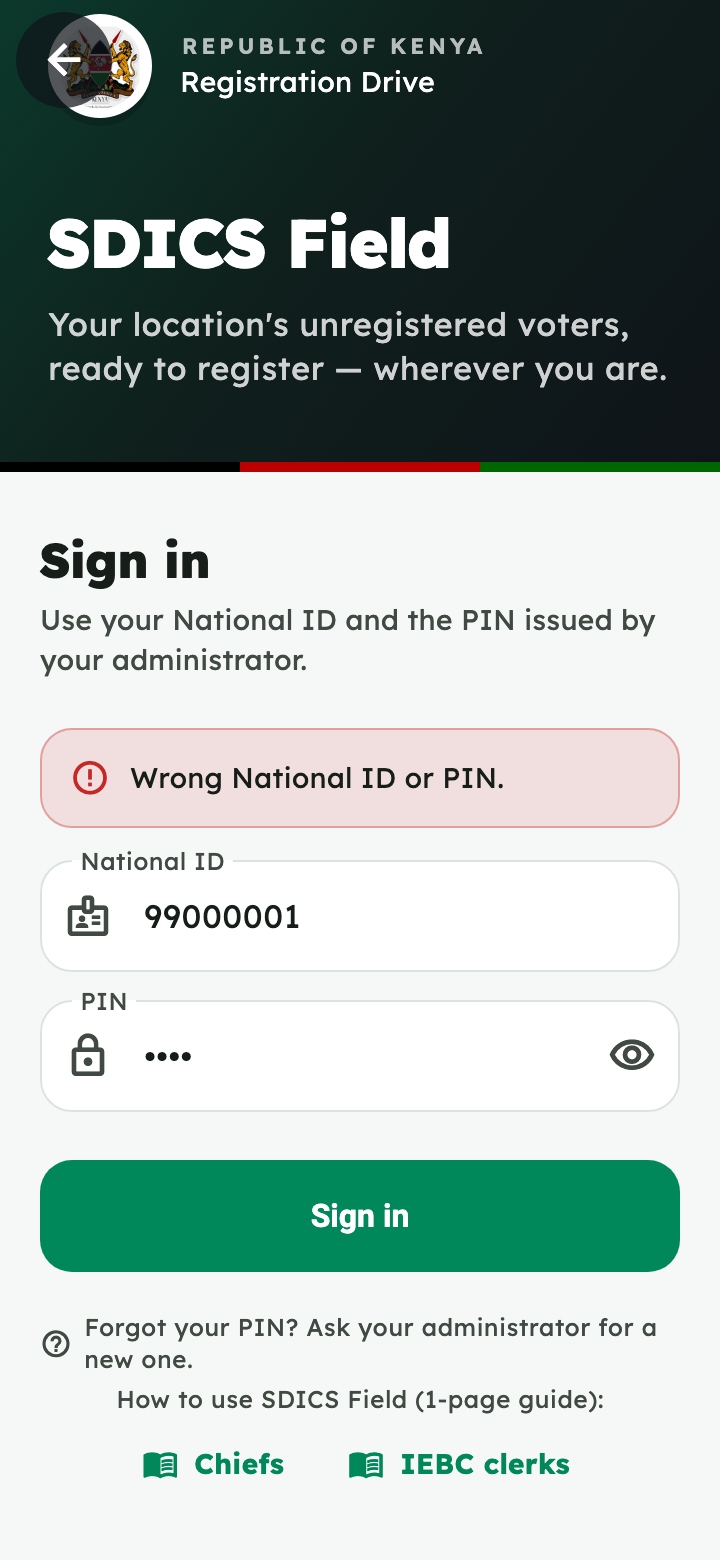 REPUBLIC OF KENYA
Registration Drive
SDICS Field
Your location's unregistered voters,
ready to register — wherever you are.
Sign in
Use your National ID and the PIN issued by
your administrator.
Wrong National ID or PIN.
National ID
99000001
PIN
••••
Sign in
Forgot your PIN? Ask your administrator for a
new one.
How to use SDICS Field (1-page guide):
Chiefs
IEBC clerks